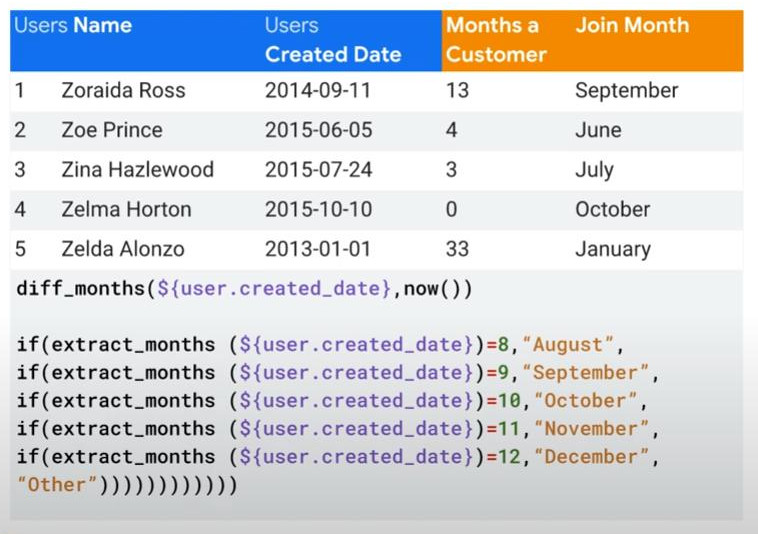 Users Name Users Created Date Months a Customer Join Month
1 Zoraida Ross 2014-09-11 13 September
2 Zoe Prince 2015-06-05 4 June
3 Zina Hazlewood 2015-07-24 3 July
4 Zelma Horton 2015-10-10 0 October
5 Zelda Alonzo 2013-01-01 33 January
diff_months(${user.created_date},now())
if(extract_months (${user.created_date})=8,“August”,
if(extract_months (${user.created_date})=9,“September”,
if(extract_months (${user.created_date})=10,“October”,
if(extract_months (${user.created_date})=11,“November”,
if(extract_months (${user.created_date})=12,“December”,
“Other”))))))))))))